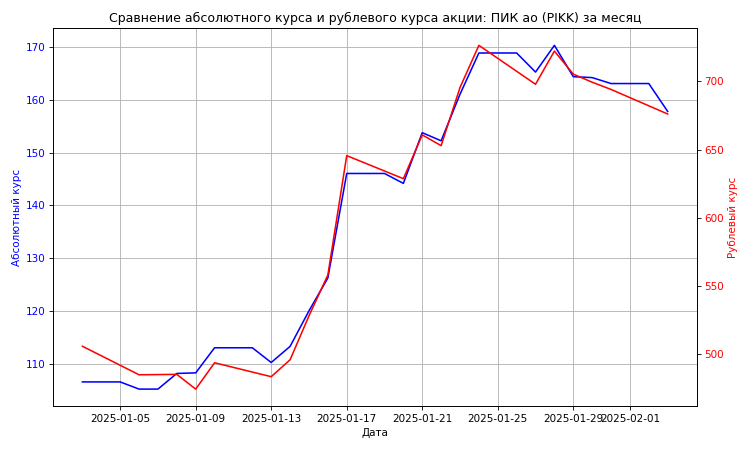 Сравнение абсолютного курса и рублевого курса акции: ПИК ао (PIKK) за месяц
170
160
150
140
130
120
110
Абсолютный курс
700
650
600
550
500
Рублевый курс
2025-01-05 2025-01-09 2025-01-13 2025-01-17 2025-01-21 2025-01-25 2025-01-29 2025-02-01
Дата